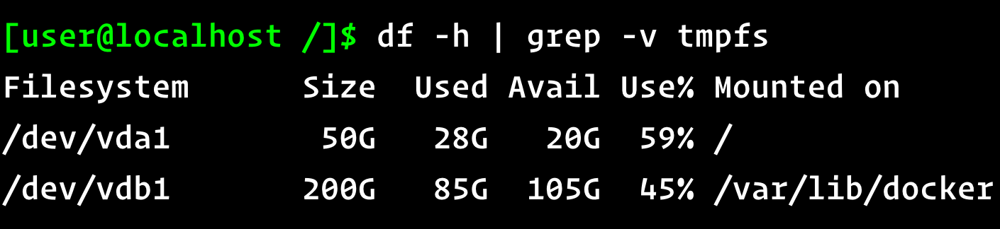 [user@localhost /]$ df -h | grep -v tmpfs
Filesystem      Size  Used Avail Use% Mounted on
/dev/vda1        50G   28G   20G  59% /
/dev/vdb1       200G   85G  105G  45% /var/lib/docker